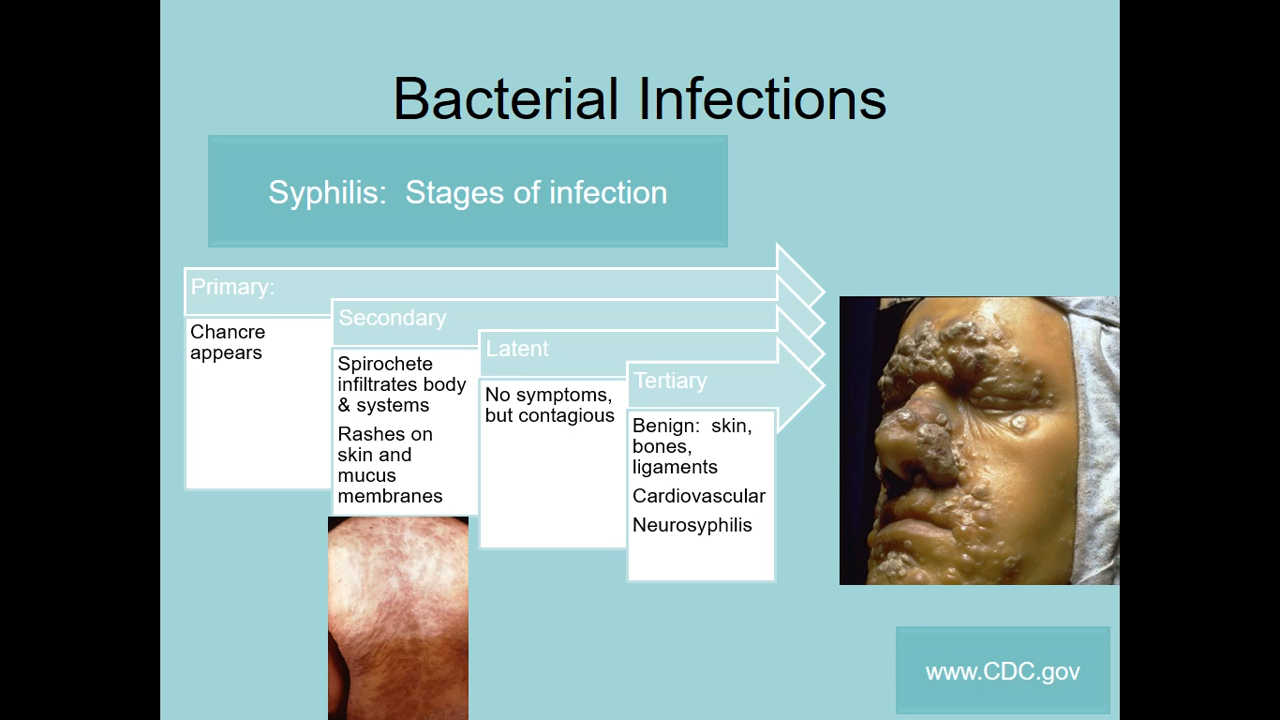 Bacterial Infections
Syphilis:  Stages of infection
Primary:
Chancre
appears
Secondary
Spirochete
infiltrates body
& systems
Rashes on
skin and
mucus
membranes
Latent
No symptoms,
but contagious
Tertiary
Benign:  skin,
bones,
ligaments
Cardiovascular
Neurosyphilis
www.CDC.gov